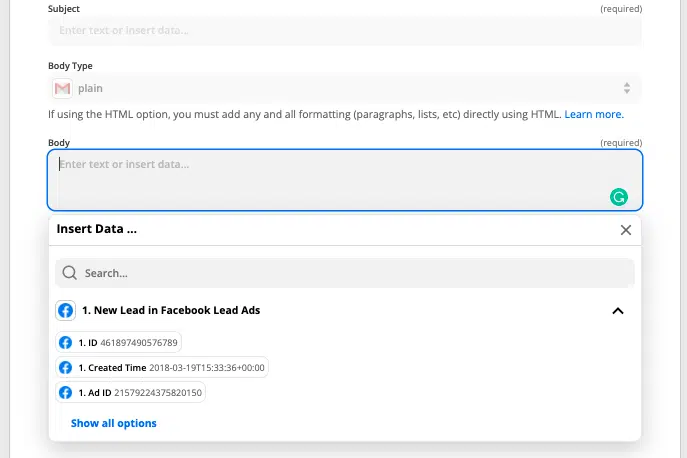 Subject (required)
Enter text or insert data...
Body Type
plain
If using the HTML option, you must add any and all formatting (paragraphs, lists, etc) directly using HTML. Learn more.
Body (required)
Enter text or insert data...
Insert Data ...
Search...
1. New Lead in Facebook Lead Ads
1. ID 461897490576789
1. Created Time 2018-03-19T15:33:36+00:00
1. Ad ID 21579224375820150
Show all options